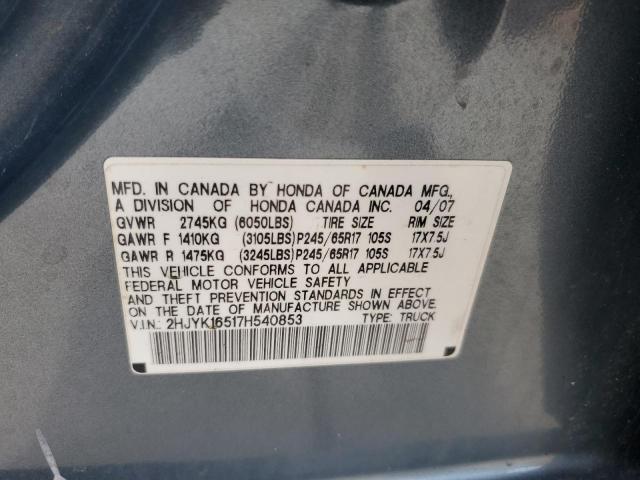 MFD. IN CANADA BY HONDA OF CANADA MFG.,
A DIVISION OF HONDA CANADA INC. 04/07
GVWR 2745KG (6050LBS) TIRE SIZE RIM SIZE
GAWR F 1410KG (3105LBS) P245/65R17 105S 17X7.5J
GAWR R 1475KG (3245LBS) P245/65R17 105S 17X7.5J
THIS VEHICLE CONFORMS TO ALL APPLICABLE
FEDERAL MOTOR VEHICLE SAFETY
AND THEFT PREVENTION STANDARDS IN EFFECT
ON THE DATE OF MANUFACTURE SHOWN ABOVE.
V.I.N.: 2HJYK16517H540853 TYPE: TRUCK